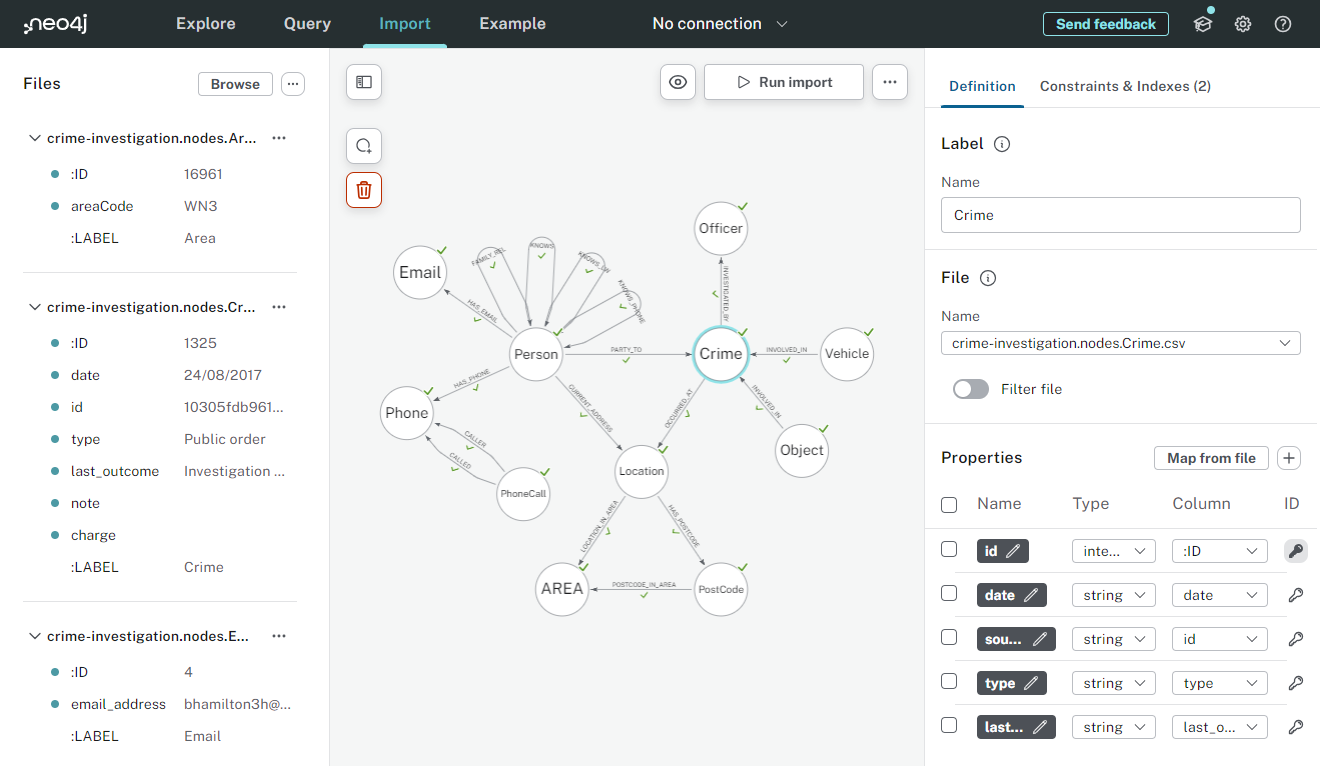 neo4j
Explore
Query
Import
Example
No connection
Send feedback
Files
Browse
crime-investigation.nodes.Ar...
:ID 16961
areaCode WN3
:LABEL Area
crime-investigation.nodes.Cr...
:ID 1325
date 24/08/2017
id 10305fdb961...
type Public order
last_outcome Investigation ...
note
charge
:LABEL Crime
crime-investigation.nodes.E...
:ID 4
email_address bhamilton3h@...
:LABEL Email
Run import
Officer
Email
FAMILY_REL
KNOWS
KNOWS_LW
KNOWS_PHONE
INVESTIGATED_BY
HAS_EMAIL
Person
PARTY_TO
Crime
INVOLVED_IN
Vehicle
HAS_PHONE
CURRENT_ADDRESS
OCCURRED_AT
INVOLVED_IN
Phone
CALLER
CALLED
Object
Location
PhoneCall
LOCATION_IN_AREA
HAS_POSTCODE
AREA
POSTCODE_IN_AREA
PostCode
Definition
Constraints & Indexes (2)
Label
Name
Crime
File
Name
crime-investigation.nodes.Crime.csv
Filter file
Properties
Map from file
Name Type Column ID
id inte... :ID
date string date
sou... string id
type string type
last... string last_o...